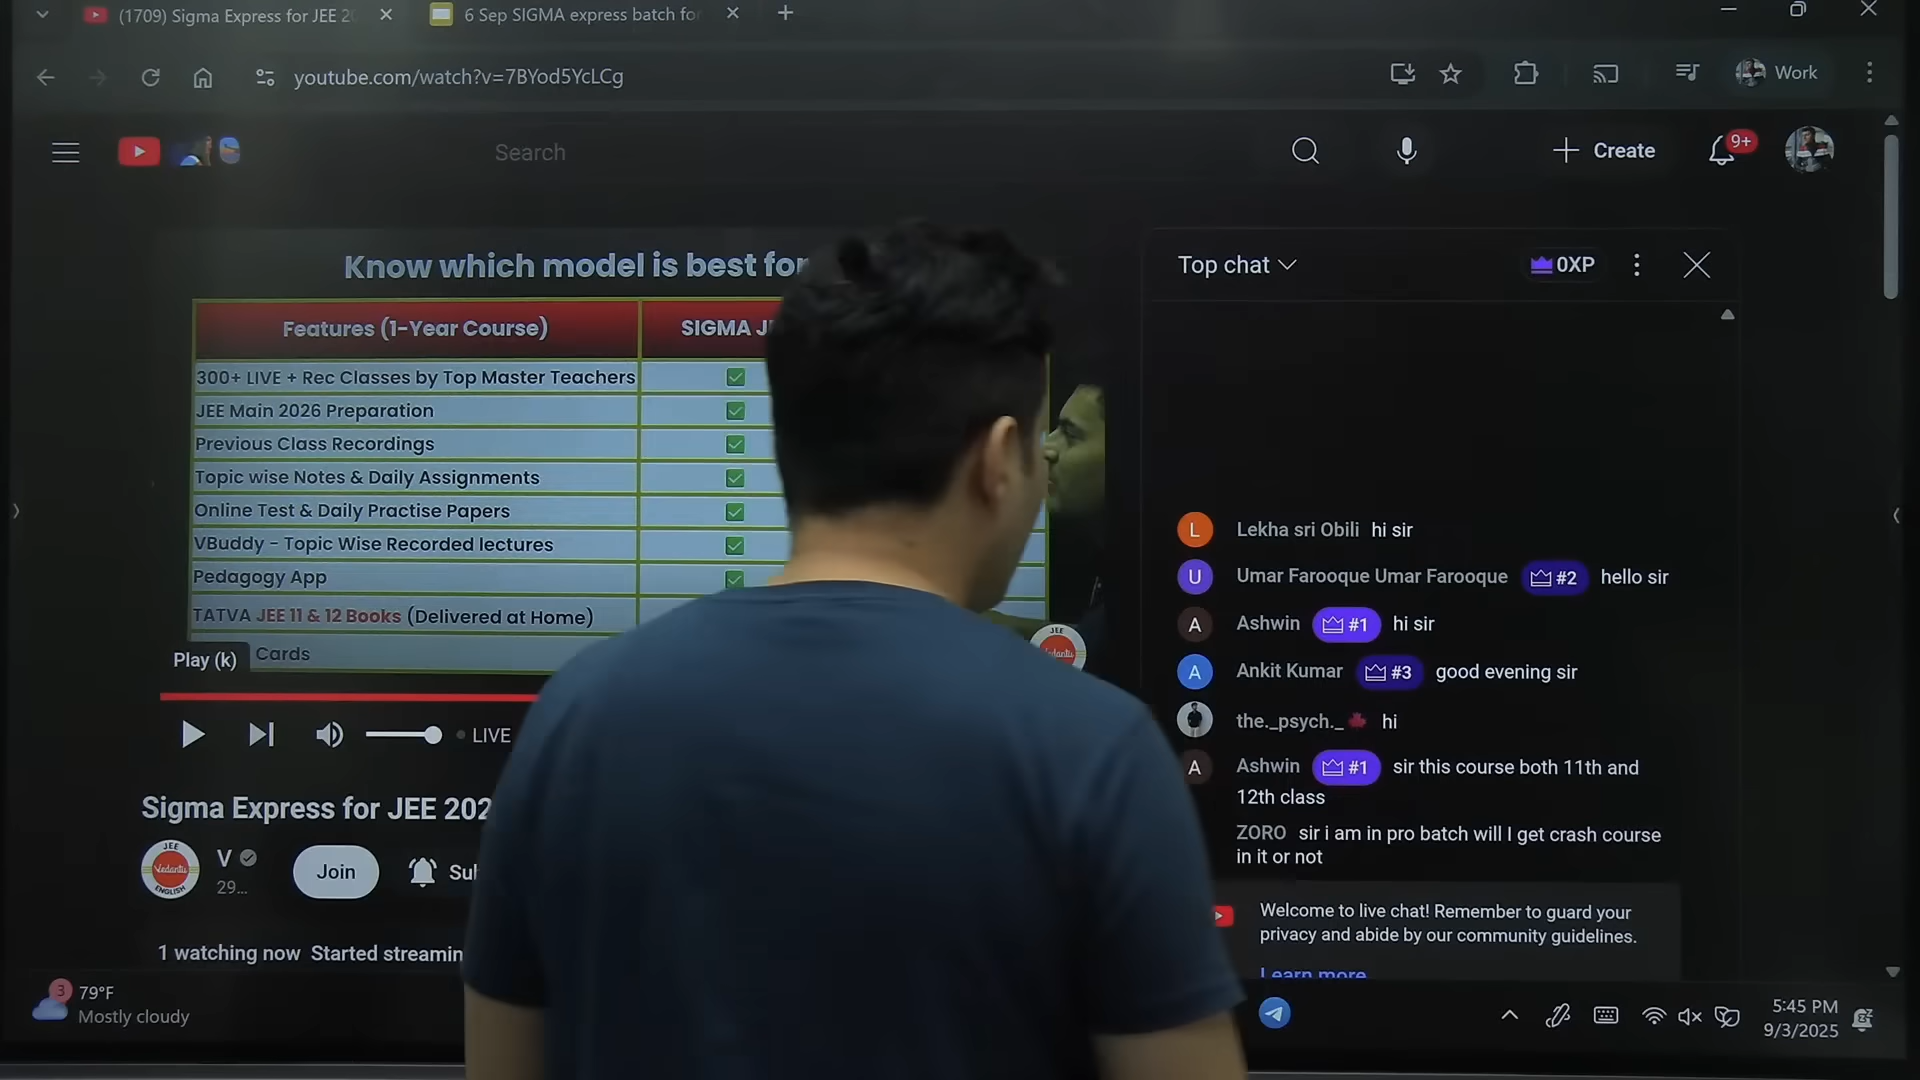 (1709) Sigma Express for JEE 20
6 Sep SIGMA express batch for
youtube.com/watch?v=7BYod5YcLCg
Work
Search
Create
9+
Know which model is best for
Features (1-Year Course)
SIGMA
300+ LIVE + Rec Classes by Top Master Teachers
JEE Main 2026 Preparation
Previous Class Recordings
Topic wise Notes & Daily Assignments
Online Test & Daily Practise Papers
VBuddy - Topic Wise Recorded lectures
Pedagogy App
TATVA JEE 11 & 12 Books (Delivered at Home)
Cards
Play (k)
LIVE
Sigma Express for JEE 202
JEE
Vedantu
ENGLISH
V
29...
Join
1 watching now Started streamin
JEE
Top chat
0XP
L
Lekha sri Obili hi sir
U
Umar Farooque Umar Farooque #2 hello sir
A
Ashwin #1 hi sir
A
Ankit Kumar #3 good evening sir
the._psych._ hi
A
Ashwin #1 sir this course both 11th and
12th class
ZORO sir i am in pro batch will I get crash course
in it or not
Welcome to live chat! Remember to guard your
privacy and abide by our community guidelines.
Learn more
3
79°F
Mostly cloudy
5:45 PM
9/3/2025